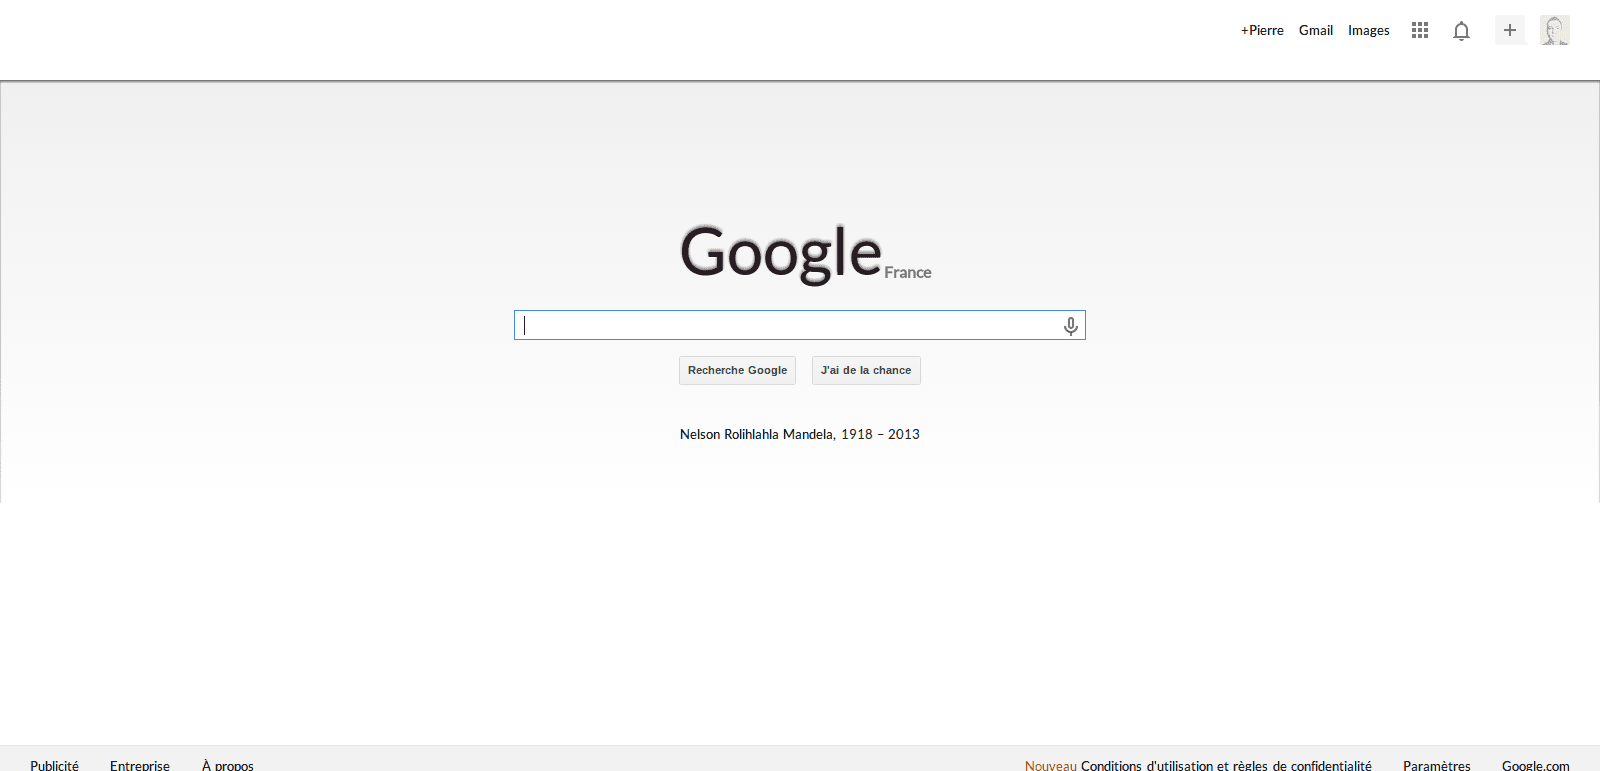 +Pierre Gmail Images
Google France
Recherche Google J'ai de la chance
Nelson Rolihlahla Mandela, 1918 – 2013
Publicité Entreprise À propos Nouveau Conditions d'utilisation et règles de confidentialité Paramètres Google.com